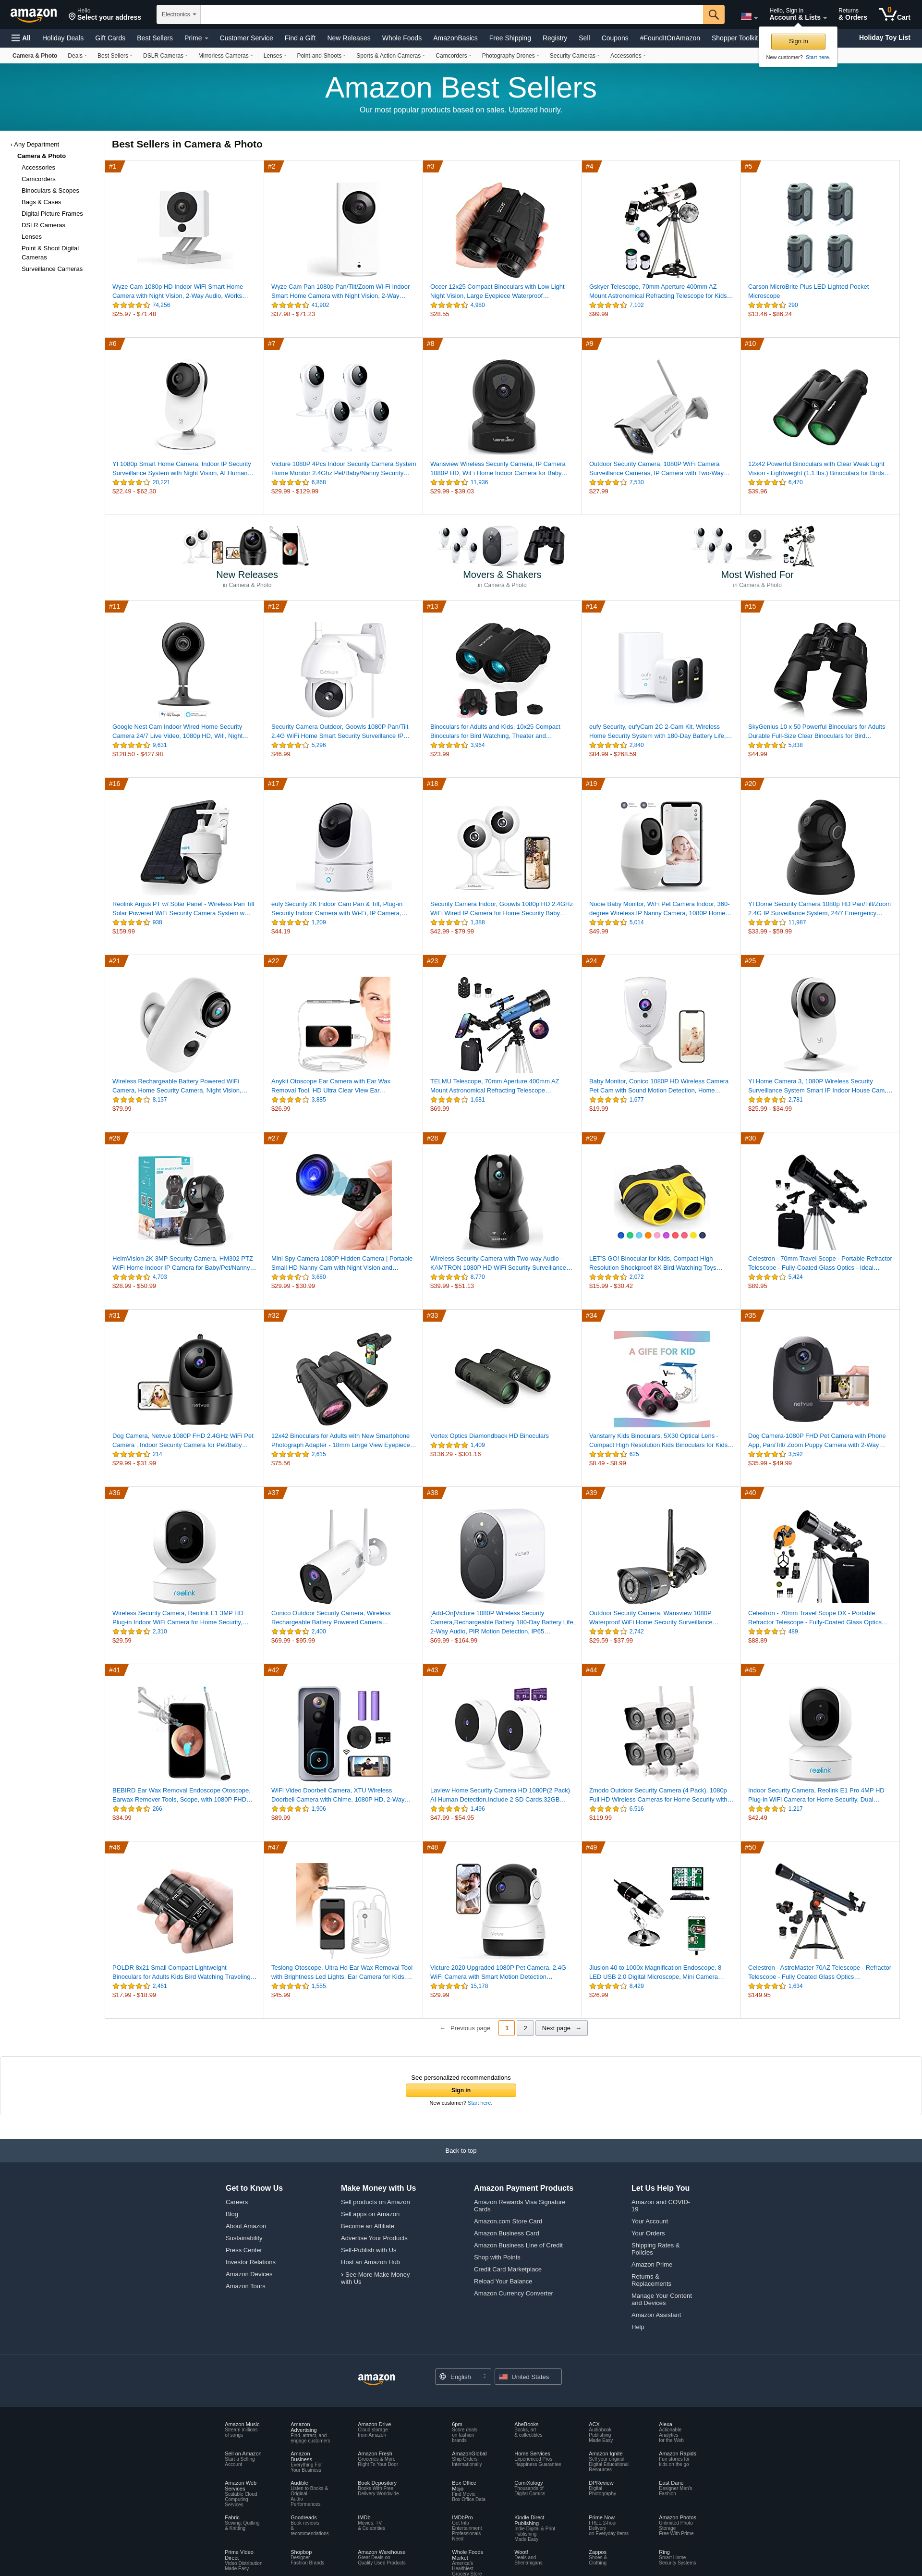 amazon
Hello
Select your address
Electronics
Hello, Sign in
Account & Lists
Returns
& Orders
0
Cart
All
Holiday Deals
Gift Cards
Best Sellers
Prime
Customer Service
Find a Gift
New Releases
Whole Foods
AmazonBasics
Free Shipping
Registry
Sell
Coupons
#FoundItOnAmazon
Shopper Toolkit
Holiday Toy List
Sign in
New customer? Start here.
Camera & Photo
Deals
Best Sellers
DSLR Cameras
Mirrorless Cameras
Lenses
Point-and-Shoots
Sports & Action Cameras
Camcorders
Photography Drones
Security Cameras
Accessories
Amazon Best Sellers
Our most popular products based on sales. Updated hourly.
‹ Any Department
Camera & Photo
Accessories
Camcorders
Binoculars & Scopes
Bags & Cases
Digital Picture Frames
DSLR Cameras
Lenses
Point & Shoot Digital
Cameras
Surveillance Cameras
Best Sellers in Camera & Photo
#1
Wyze Cam 1080p HD Indoor WiFi Smart Home
Camera with Night Vision, 2-Way Audio, Works…
74,256
$25.97 - $71.48
#2
Wyze Cam Pan 1080p Pan/Tilt/Zoom Wi-Fi Indoor
Smart Home Camera with Night Vision, 2-Way…
41,902
$37.98 - $71.23
#3
Occer 12x25 Compact Binoculars with Low Light
Night Vision, Large Eyepiece Waterproof…
4,980
$28.55
#4
Gskyer Telescope, 70mm Aperture 400mm AZ
Mount Astronomical Refracting Telescope for Kids…
7,102
$99.99
#5
Carson MicroBrite Plus LED Lighted Pocket
Microscope
290
$13.46 - $86.24
#6
YI 1080p Smart Home Camera, Indoor IP Security
Surveillance System with Night Vision, AI Human…
20,221
$22.49 - $62.30
#7
Victure 1080P 4Pcs Indoor Security Camera System
Home Monitor 2.4Ghz Pet/Baby/Nanny Security…
6,868
$29.99 - $129.99
#8
Wansview Wireless Security Camera, IP Camera
1080P HD, WiFi Home Indoor Camera for Baby…
11,936
$29.99 - $39.03
#9
Outdoor Security Camera, 1080P WiFi Camera
Surveillance Cameras, IP Camera with Two-Way…
7,530
$27.99
#10
12x42 Powerful Binoculars with Clear Weak Light
Vision - Lightweight (1.1 lbs.) Binoculars for Birds…
6,470
$39.96
New Releases
in Camera & Photo
Movers & Shakers
in Camera & Photo
Most Wished For
in Camera & Photo
#11
Google Nest Cam Indoor Wired Home Security
Camera 24/7 Live Video, 1080p HD, Wifi, Night…
9,631
$128.50 - $427.98
#12
Security Camera Outdoor, Goowls 1080P Pan/Tilt
2.4G WiFi Home Smart Security Surveillance IP…
5,296
$46.99
#13
Binoculars for Adults and Kids, 10x25 Compact
Binoculars for Bird Watching, Theater and…
3,964
$23.99
#14
eufy Security, eufyCam 2C 2-Cam Kit, Wireless
Home Security System with 180-Day Battery Life,…
2,840
$84.99 - $268.59
#15
SkyGenius 10 x 50 Powerful Binoculars for Adults
Durable Full-Size Clear Binoculars for Bird…
5,838
$44.99
#16
Reolink Argus PT w/ Solar Panel - Wireless Pan Tilt
Solar Powered WiFi Security Camera System w…
938
$159.99
#17
eufy Security 2K Indoor Cam Pan & Tilt, Plug-in
Security Indoor Camera with Wi-Fi, IP Camera,…
1,209
$44.19
#18
Security Camera Indoor, Goowls 1080p HD 2.4GHz
WiFi Wired IP Camera for Home Security Baby…
1,388
$42.99 - $79.99
#19
Nooie Baby Monitor, WiFi Pet Camera Indoor, 360-
degree Wireless IP Nanny Camera, 1080P Home…
5,014
$49.99
#20
YI Dome Security Camera 1080p HD Pan/Tilt/Zoom
2.4G IP Surveillance System, 24/7 Emergency…
11,987
$33.99 - $59.99
#21
Wireless Rechargeable Battery Powered WiFi
Camera, Home Security Camera, Night Vision,…
8,137
$79.99
#22
Anykit Otoscope Ear Camera with Ear Wax
Removal Tool, HD Ultra Clear View Ear…
3,885
$26.99
#23
TELMU Telescope, 70mm Aperture 400mm AZ
Mount Astronomical Refracting Telescope…
1,681
$69.99
#24
Baby Monitor, Conico 1080P HD Wireless Camera
Pet Cam with Sound Motion Detection, Home…
1,677
$19.99
#25
YI Home Camera 3, 1080P Wireless Security
Surveillance System Smart IP Indoor House Cam,…
2,781
$25.99 - $34.99
#26
HeimVision 2K 3MP Security Camera, HM302 PTZ
WiFi Home Indoor IP Camera for Baby/Pet/Nanny…
4,703
$28.99 - $50.99
#27
Mini Spy Camera 1080P Hidden Camera | Portable
Small HD Nanny Cam with Night Vision and…
3,680
$29.99 - $30.99
#28
Wireless Security Camera with Two-way Audio -
KAMTRON 1080P HD WiFi Security Surveillance…
8,770
$39.99 - $51.13
#29
LET'S GO! Binocular for Kids, Compact High
Resolution Shockproof 8X Bird Watching Toys…
2,072
$15.99 - $30.42
#30
Celestron - 70mm Travel Scope - Portable Refractor
Telescope - Fully-Coated Glass Optics - Ideal…
5,424
$89.95
#31
netvue
Dog Camera, Netvue 1080P FHD 2.4GHz WiFi Pet
Camera , Indoor Security Camera for Pet/Baby…
214
$29.99 - $31.99
#32
12x42 Binoculars for Adults with New Smartphone
Photograph Adapter - 18mm Large View Eyepiece…
2,615
$75.56
#33
Vortex Optics Diamondback HD Binoculars
1,409
$136.29 - $301.16
#34
A GIFE FOR KID
Vanstarry Kids Binoculars, 5X30 Optical Lens -
Compact High Resolution Kids Binoculars for Kids…
625
$8.49 - $8.99
#35
netvue
Dog Camera-1080P FHD Pet Camera with Phone
App, Pan/Tilt/ Zoom Puppy Camera with 2-Way…
3,592
$35.99 - $49.99
#36
reolink
Wireless Security Camera, Reolink E1 3MP HD
Plug-in Indoor WiFi Camera for Home Security,…
2,310
$29.59
#37
Conico Outdoor Security Camera, Wireless
Rechargeable Battery Powered Camera…
2,400
$69.99 - $95.99
#38
[Add-On]Victure 1080P Wireless Security
Camera,Rechargeable Battery 180-Day Battery Life,
2-Way Audio, PIR Motion Detection, IP65…
$69.99 - $164.99
#39
Outdoor Security Camera, Wansview 1080P
Waterproof WiFi Home Security Surveillance…
2,742
$29.59 - $37.99
#40
Celestron - 70mm Travel Scope DX - Portable
Refractor Telescope - Fully-Coated Glass Optics…
489
$88.89
#41
BEBIRD Ear Wax Removal Endoscope Otoscope,
Earwax Remover Tools, Scope, with 1080P FHD…
266
$34.99
#42
WiFi Video Doorbell Camera, XTU Wireless
Doorbell Camera with Chime, 1080P HD, 2-Way…
1,906
$89.99
#43
Laview Home Security Camera HD 1080P(2 Pack)
AI Human Detection,Include 2 SD Cards,32GB…
1,496
$47.99 - $54.95
#44
Zmodo Outdoor Security Camera (4 Pack), 1080p
Full HD Wireless Cameras for Home Security with…
6,516
$119.99
#45
reolink
Indoor Security Camera, Reolink E1 Pro 4MP HD
Plug-in WiFi Camera for Home Security, Dual…
1,217
$42.49
#46
POLDR 8x21 Small Compact Lightweight
Binoculars for Adults Kids Bird Watching Traveling…
2,461
$17.99 - $18.99
#47
Teslong Otoscope, Ultra Hd Ear Wax Removal Tool
with Brightness Led Lights, Ear Camera for Kids,…
1,555
$45.99
#48
Victure 2020 Upgraded 1080P Pet Camera, 2.4G
WiFi Camera with Smart Motion Detection…
15,178
$29.99
#49
Jiusion 40 to 1000x Magnification Endoscope, 8
LED USB 2.0 Digital Microscope, Mini Camera…
8,429
$26.99
#50
Celestron - AstroMaster 70AZ Telescope - Refractor
Telescope - Fully Coated Glass Optics…
1,634
$149.95
← Previous page
1
2
Next page →
See personalized recommendations
Sign in
New customer? Start here.
Back to top
Get to Know Us
Careers
Blog
About Amazon
Sustainability
Press Center
Investor Relations
Amazon Devices
Amazon Tours
Make Money with Us
Sell products on Amazon
Sell apps on Amazon
Become an Affiliate
Advertise Your Products
Self-Publish with Us
Host an Amazon Hub
› See More Make Money
with Us
Amazon Payment Products
Amazon Rewards Visa Signature
Cards
Amazon.com Store Card
Amazon Business Card
Amazon Business Line of Credit
Shop with Points
Credit Card Marketplace
Reload Your Balance
Amazon Currency Converter
Let Us Help You
Amazon and COVID-
19
Your Account
Your Orders
Shipping Rates &
Policies
Amazon Prime
Returns &
Replacements
Manage Your Content
and Devices
Amazon Assistant
Help
amazon
English
United States
Amazon Music
Stream millions
of songs
Amazon
Advertising
Find, attract, and
engage customers
Amazon Drive
Cloud storage
from Amazon
6pm
Score deals
on fashion
brands
AbeBooks
Books, art
& collectibles
ACX
Audiobook
Publishing
Made Easy
Alexa
Actionable
Analytics
for the Web
Sell on Amazon
Start a Selling
Account
Amazon
Business
Everything For
Your Business
Amazon Fresh
Groceries & More
Right To Your Door
AmazonGlobal
Ship Orders
Internationally
Home Services
Experienced Pros
Happiness Guarantee
Amazon Ignite
Sell your original
Digital Educational
Resources
Amazon Rapids
Fun stories for
kids on the go
Amazon Web
Services
Scalable Cloud
Computing
Services
Audible
Listen to Books &
Original
Audio
Performances
Book Depository
Books With Free
Delivery Worldwide
Box Office
Mojo
Find Movie
Box Office Data
ComiXology
Thousands of
Digital Comics
DPReview
Digital
Photography
East Dane
Designer Men's
Fashion
Fabric
Sewing, Quilting
& Knitting
Goodreads
Book reviews
&
recommendations
IMDb
Movies, TV
& Celebrities
IMDbPro
Get Info
Entertainment
Professionals
Need
Kindle Direct
Publishing
Indie Digital & Print
Publishing
Made Easy
Prime Now
FREE 2-hour
Delivery
on Everyday Items
Amazon Photos
Unlimited Photo
Storage
Free With Prime
Prime Video
Direct
Video Distribution
Made Easy
Shopbop
Designer
Fashion Brands
Amazon Warehouse
Great Deals on
Quality Used Products
Whole Foods
Market
America's
Healthiest
Grocery Store
Woot!
Deals and
Shenanigans
Zappos
Shoes &
Clothing
Ring
Smart Home
Security Systems